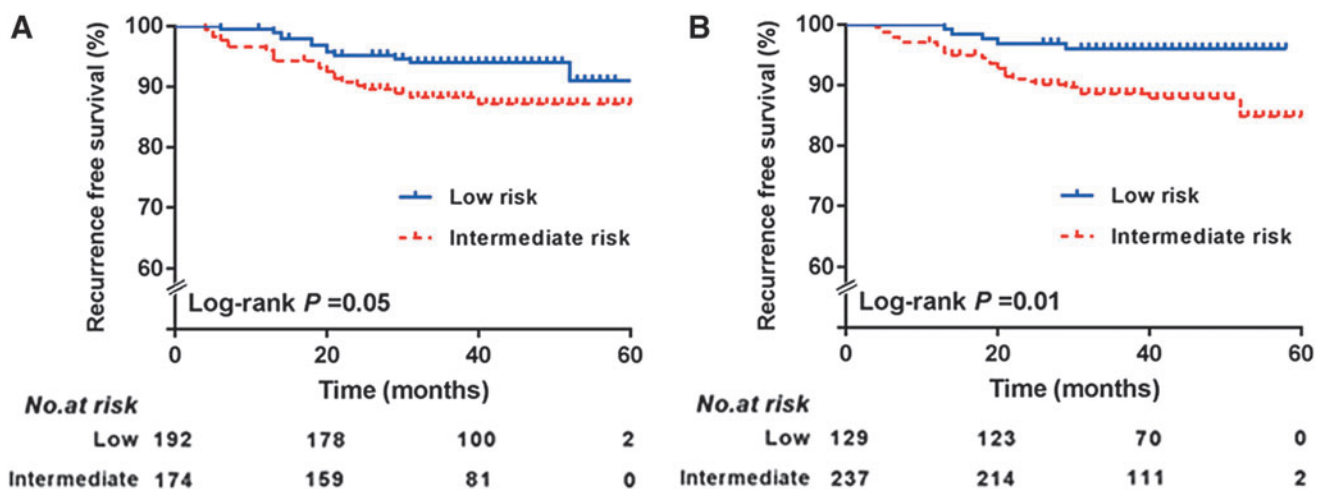 A
Recurrence free survival (%)
100
90
80
70
60
Low risk
Intermediate risk
Log-rank P =0.05
0 20 40 60
Time (months)
No.at risk
Low 192 178 100 2
Intermediate 174 159 81 0
B
Recurrence free survival (%)
100
90
80
70
60
Low risk
Intermediate risk
Log-rank P =0.01
0 20 40 60
Time (months)
No.at risk
Low 129 123 70 0
Intermediate 237 214 111 2